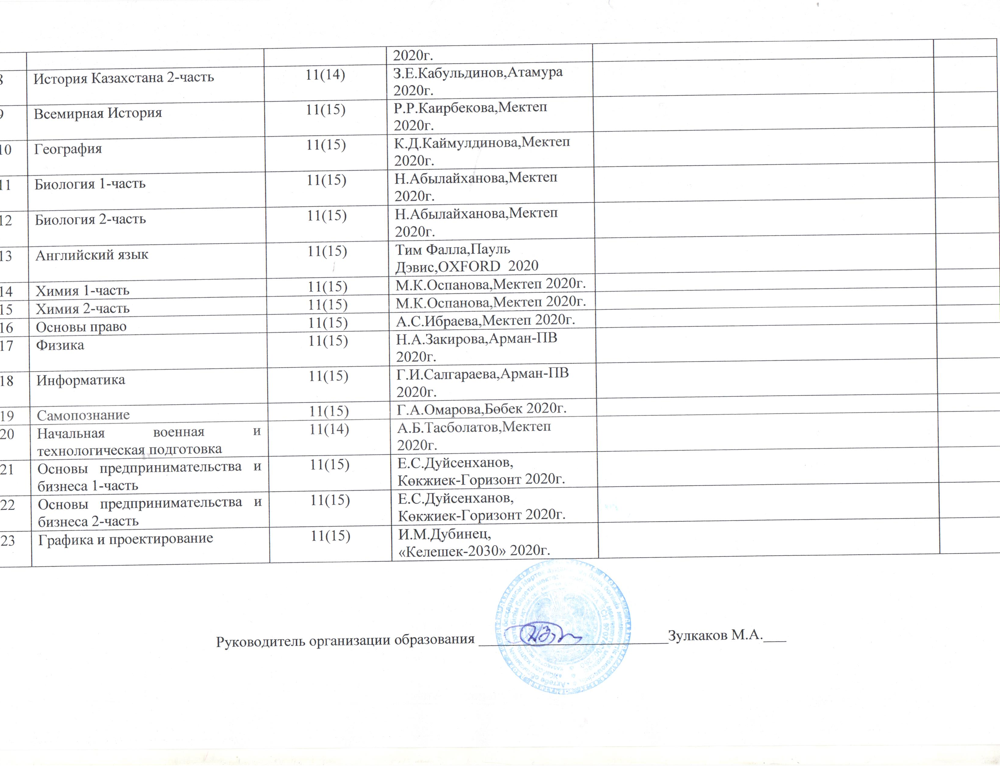 2020г.
8 История Казахстана 2-часть 11(14) З.Е.Кабульдинов,Атамура
2020г.
9 Всемирная История 11(15) Р.Р.Каирбекова,Мектеп
2020г.
10 География 11(15) К.Д.Каймулдинова,Мектеп
2020г.
11 Биология 1-часть 11(15) Н.Абылайханова,Мектеп
2020г.
12 Биология 2-часть 11(15) Н.Абылайханова,Мектеп
2020г.
13 Английский язык 11(15) Тим Фалла,Пауль
Дэвис,OXFORD 2020
14 Химия 1-часть 11(15) М.К.Оспанова,Мектеп 2020г.
15 Химия 2-часть 11(15) М.К.Оспанова,Мектеп 2020г.
16 Основы право 11(15) А.С.Ибраева,Мектеп 2020г.
17 Физика 11(15) Н.А.Закирова,Арман-ПВ
2020г.
18 Информатика 11(15) Г.И.Салгараева,Арман-ПВ
2020г.
19 Самопознание 11(15) Г.А.Омарова,Бөбек 2020г.
20 Начальная военная и 11(14) А.Б.Тасболатов,Мектеп
технологическая подготовка 2020г.
21 Основы предпринимательства и 11(15) Е.С.Дуйсенханов,
бизнеса 1-часть Көкжиек-Горизонт 2020г.
22 Основы предпринимательства и 11(15) Е.С.Дуйсенханов,
бизнеса 2-часть Көкжиек-Горизонт 2020г.
23 Графика и проектирование 11(15) И.М.Дубинец,
«Келешек-2030» 2020г.
Руководитель организации образования Зулкаков М.А.